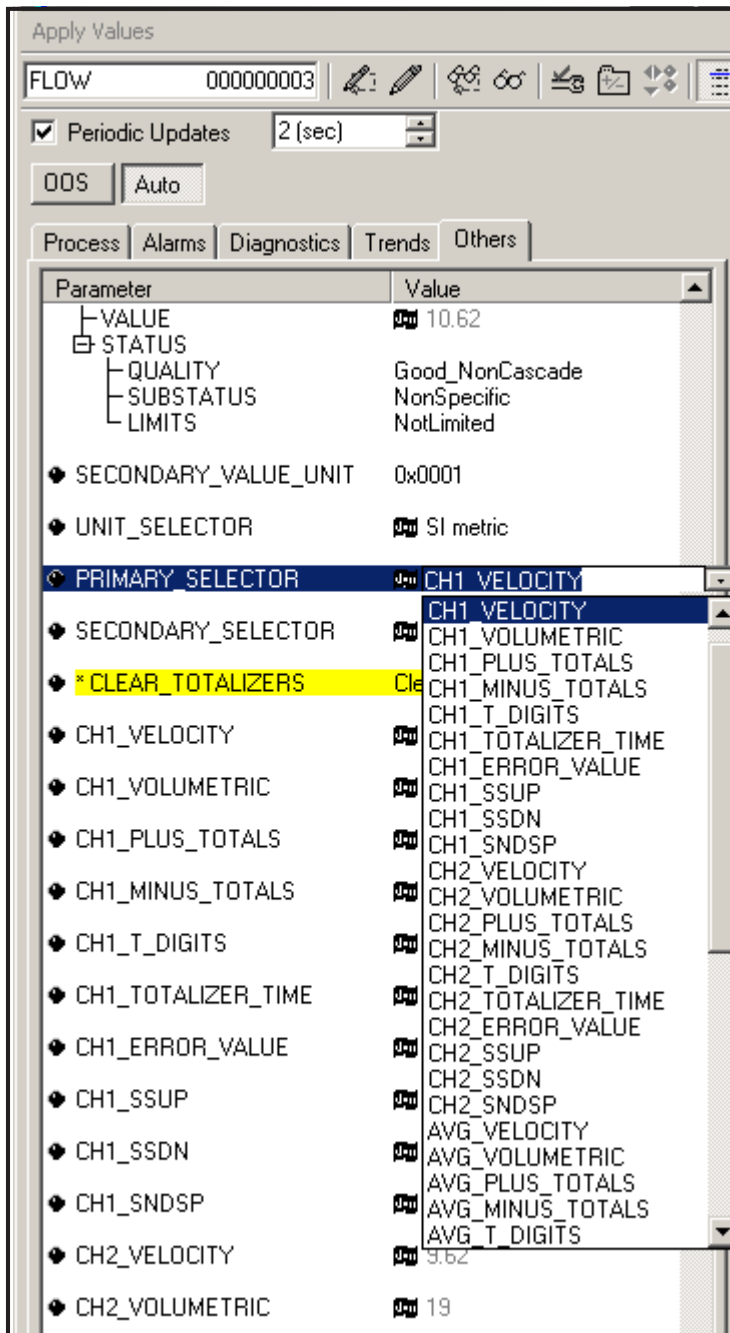 Apply Values
FLOW 000000003
Periodic Updates 2 (sec)
OOS Auto
Process Alarms Diagnostics Trends Others
Parameter Value
VALUE 10.62
STATUS
QUALITY Good_NonCascade
SUBSTATUS NonSpecific
LIMITS NotLimited
SECONDARY_VALUE_UNIT 0x0001
UNIT_SELECTOR SI metric
PRIMARY_SELECTOR CH1_VELOCITY
SECONDARY_SELECTOR
* CLEAR_TOTALIZERS Cle
CH1_VELOCITY
CH1_VOLUMETRIC
CH1_PLUS_TOTALS
CH1_MINUS_TOTALS
CH1_T_DIGITS
CH1_TOTALIZER_TIME
CH1_ERROR_VALUE
CH1_SSUP
CH1_SSDN
CH1_SNDSP
CH2_VELOCITY 9.62
CH2_VOLUMETRIC 19
CH1_VELOCITY
CH1_VOLUMETRIC
CH1_PLUS_TOTALS
CH1_MINUS_TOTALS
CH1_T_DIGITS
CH1_TOTALIZER_TIME
CH1_ERROR_VALUE
CH1_SSUP
CH1_SSDN
CH1_SNDSP
CH2_VELOCITY
CH2_VOLUMETRIC
CH2_PLUS_TOTALS
CH2_MINUS_TOTALS
CH2_T_DIGITS
CH2_TOTALIZER_TIME
CH2_ERROR_VALUE
CH2_SSUP
CH2_SSDN
CH2_SNDSP
AVG_VELOCITY
AVG_VOLUMETRIC
AVG_PLUS_TOTALS
AVG_MINUS_TOTALS
AVG_T_DIGITS